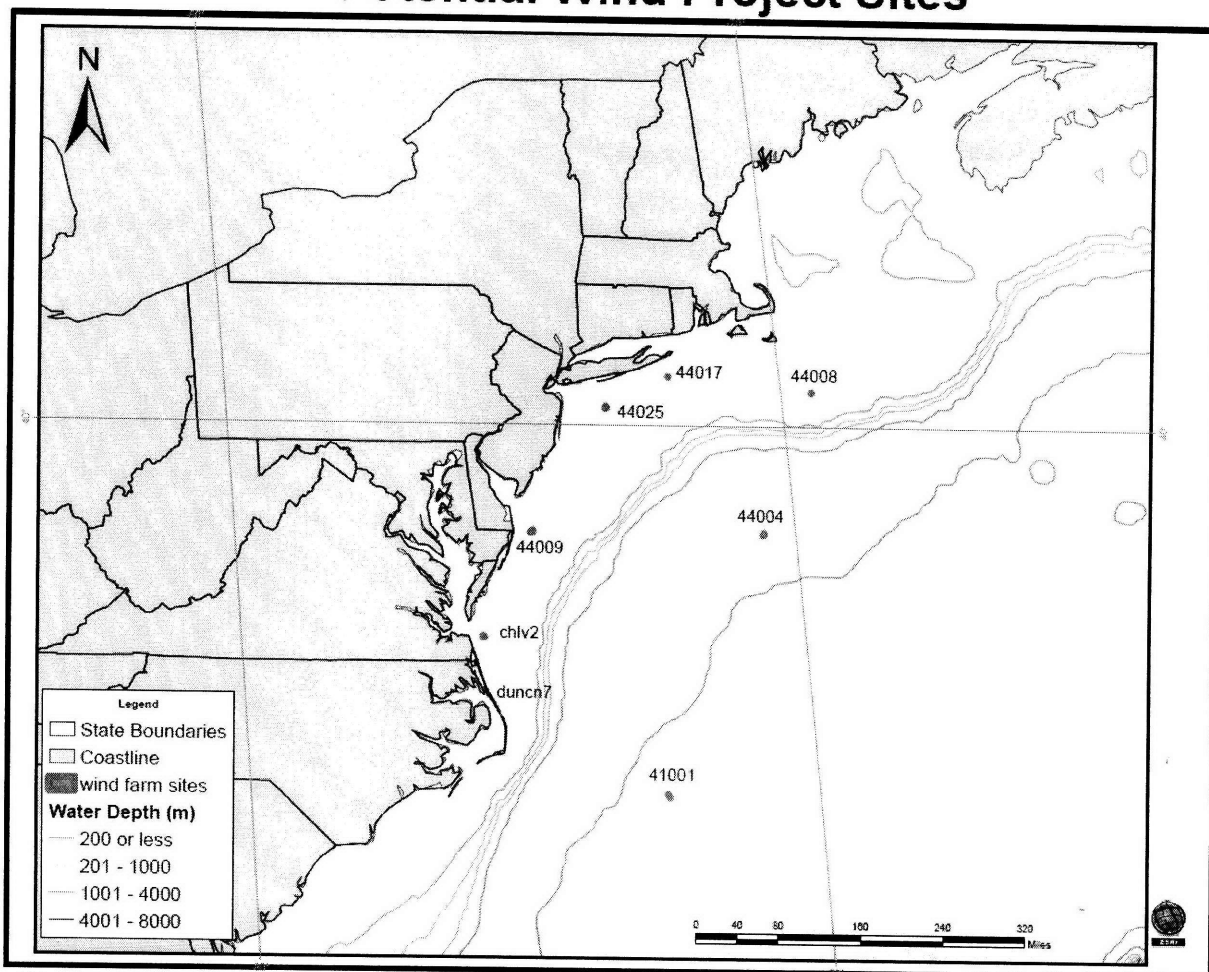 Wind Project Sites
N
44017
44008
44025
44004
44009
chlv2
duncn7
41001
Legend
State Boundaries
Coastline
wind farm sites
Water Depth (m)
200 or less
201 - 1000
1001 - 4000
4001 - 8000
0 40 80 160 240 320
Miles
ESRI